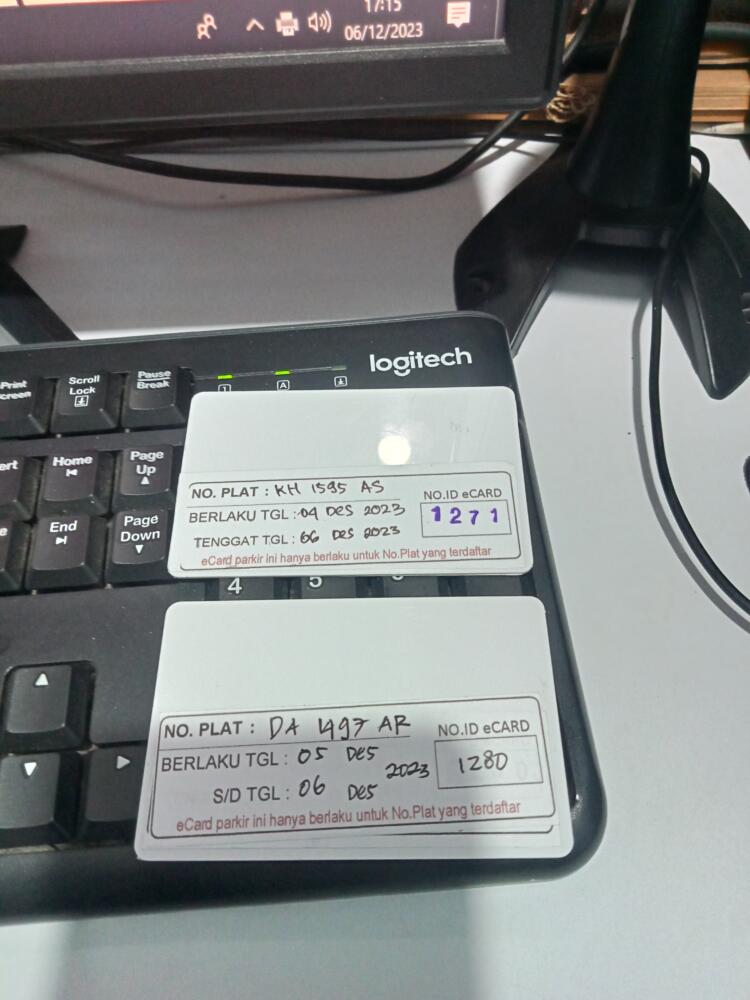 17:15
06/12/2023
logitech
Print Screen
Scroll Lock
Pause Break
1
A
Home
Page Up
End
Page Down
NO. PLAT : KH 1595 AS
BERLAKU TGL : 04 DES 2023
TENGGAT TGL : 06 DES 2023
NO.ID eCARD
1271
eCard parkir ini hanya berlaku untuk No.Plat yang terdaftar
4
5
NO. PLAT : DA 1497 AR
BERLAKU TGL : 05 DES
S/D TGL : 06 DES
2023
NO.ID eCARD
1280
eCard parkir ini hanya berlaku untuk No.Plat yang terdaftar